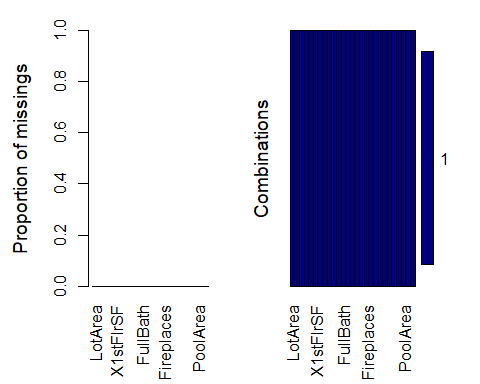 Proportion of missings
0.0
0.2
0.4
0.6
0.8
1.0
LotArea
X1stFlrSF
FullBath
Fireplaces
PoolArea
Combinations
LotArea
X1stFlrSF
FullBath
Fireplaces
PoolArea
1